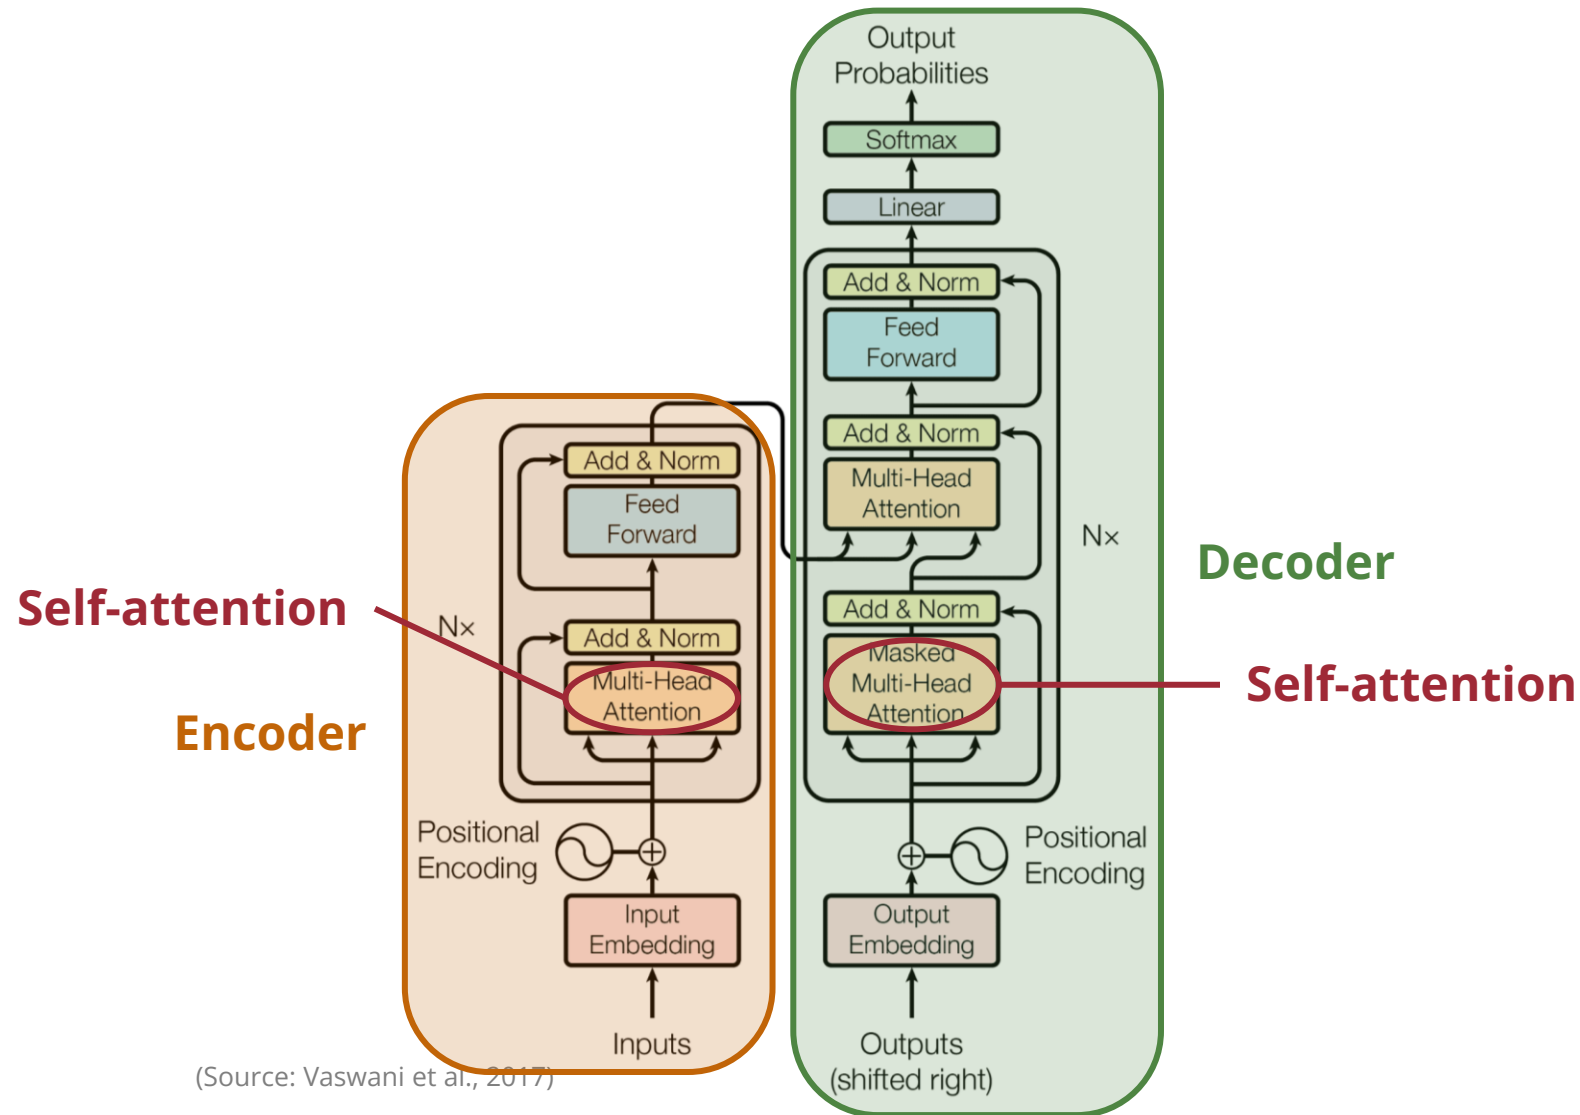 Output
Probabilities
Softmax
Linear
Add & Norm
Feed
Forward
Add & Norm
Multi-Head
Attention
N×
Add & Norm
Masked
Multi-Head
Attention
Positional
Encoding
Output
Embedding
Outputs
(shifted right)
Decoder
Self-attention
Add & Norm
Feed
Forward
N×
Add & Norm
Multi-Head
Attention
Positional
Encoding
Input
Embedding
Inputs
Self-attention
Encoder
(Source: Vaswani et al., 2017)